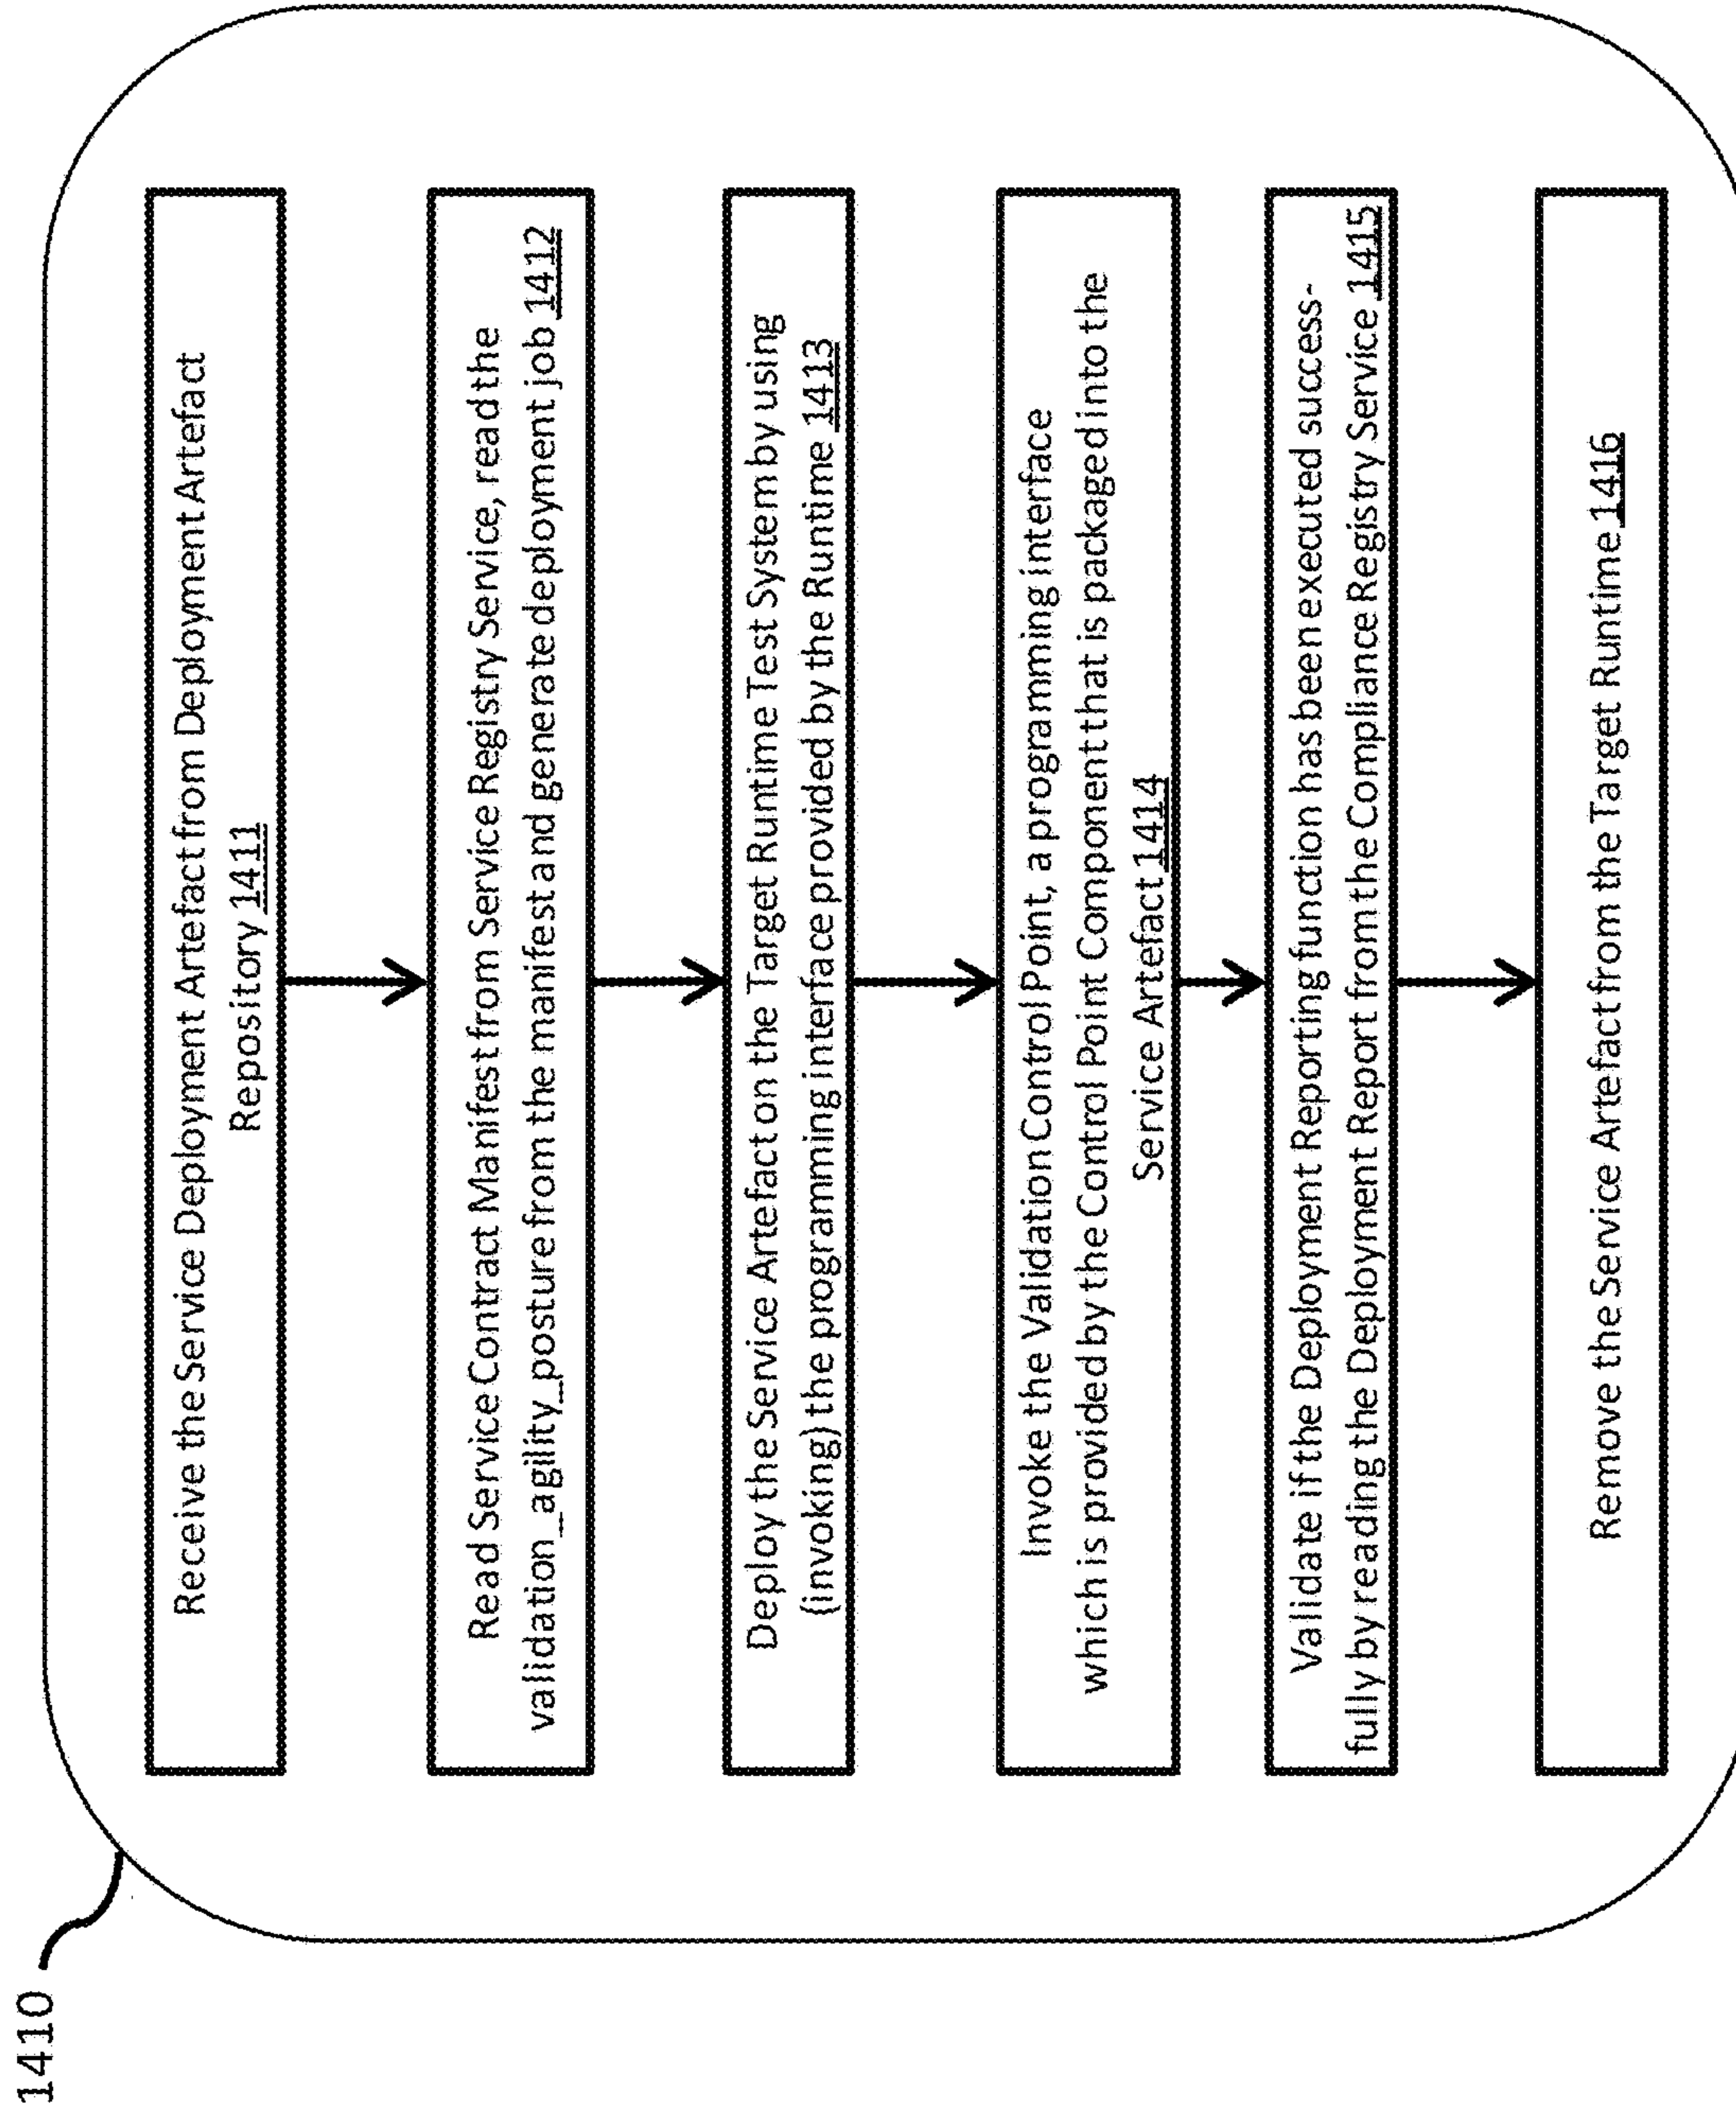 1410
Receive the Service Deployment Artefact from Deployment Artefact
Repository 1411
Read Service Contract Manifest from Service Registry Service, read the
validation_agility_posture from the manifest and generate deployment job 1412
Deploy the Service Artefact on the Target Runtime Test System by using
(invoking) the programming interface provided by the Runtime 1413
Invoke the Validation Control Point, a programming interface
which is provided by the Control Point Component that is packaged into the
Service Artefact 1414
Validate if the Deployment Reporting function has been executed success-
fully by reading the Deployment Report from the Compliance Registry Service 1415
Remove the Service Artefact from the Target Runtime 1416